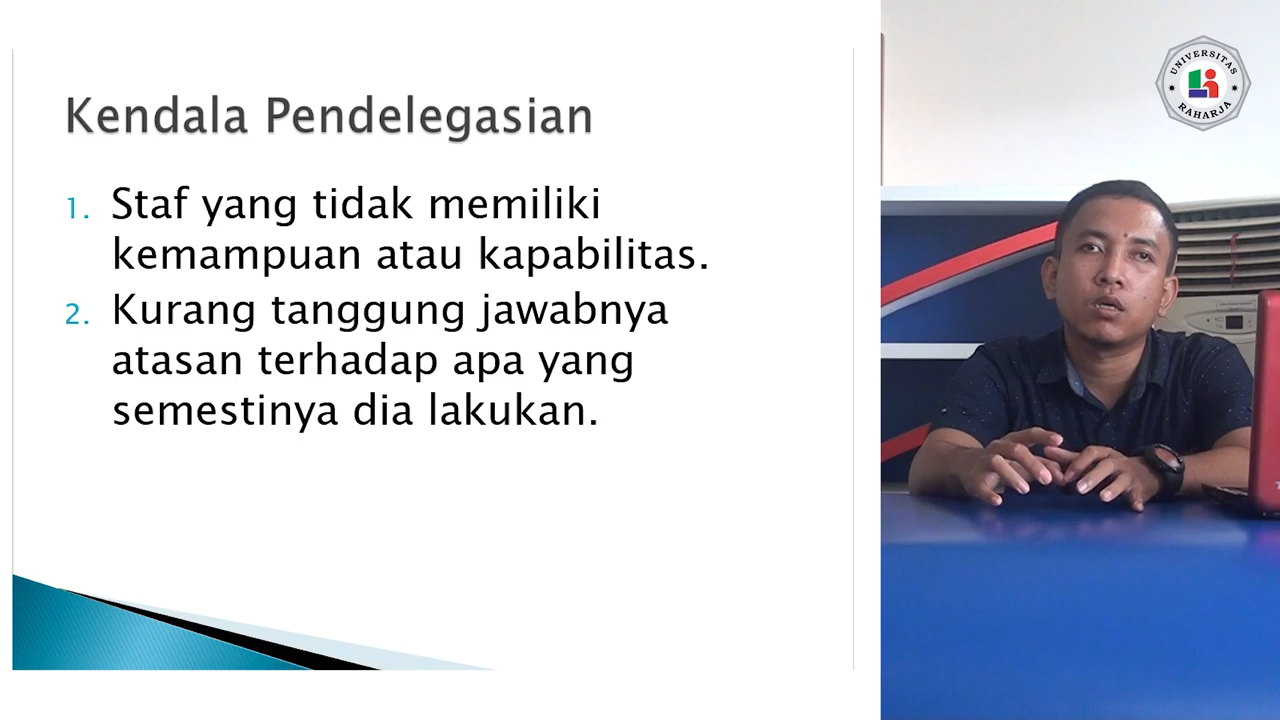 Kendala Pendelegasian
1. Staf yang tidak memiliki
kemampuan atau kapabilitas.
2. Kurang tanggung jawabnya
atasan terhadap apa yang
semestinya dia lakukan.
UNIVERSITAS
RAHARJA